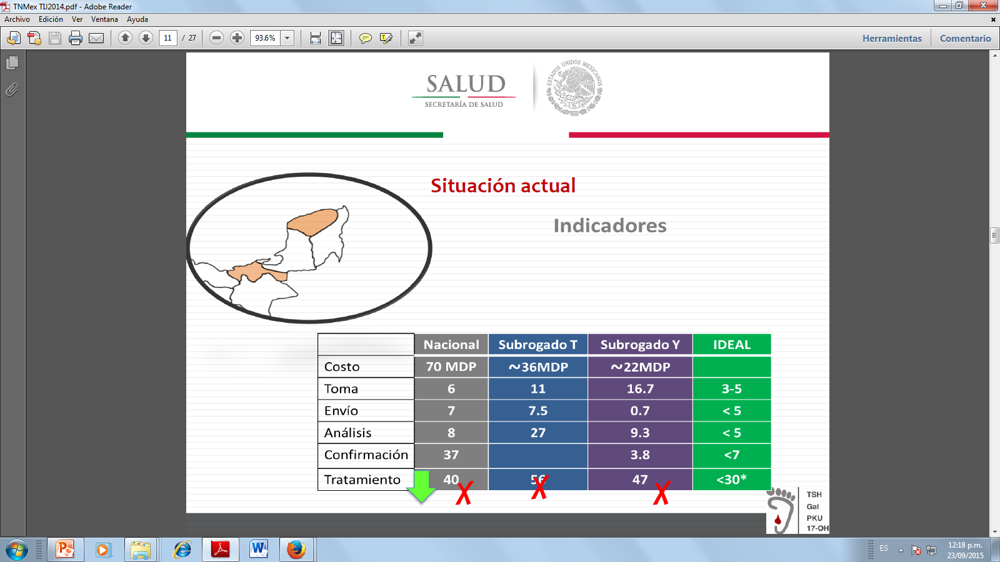 TNMex TIJ2014.pdf - Adobe Reader
Archivo Edición Ver Ventana Ayuda
11 / 27 93.6% Herramientas Comentario
SALUD
SECRETARÍA DE SALUD
ESTADOS UNIDOS MEXICANOS
Situación actual
Indicadores
Nacional Subrogado T Subrogado Y IDEAL
Costo 70 MDP ~36MDP ~22MDP
Toma 6 11 16.7 3-5
Envío 7 7.5 0.7 < 5
Análisis 8 27 9.3 < 5
Confirmación 37 3.8 <7
Tratamiento 40 56 47 <30*
X X X
TSH
Gal
PKU
17-OH
ES
12:18 p.m.
23/09/2015